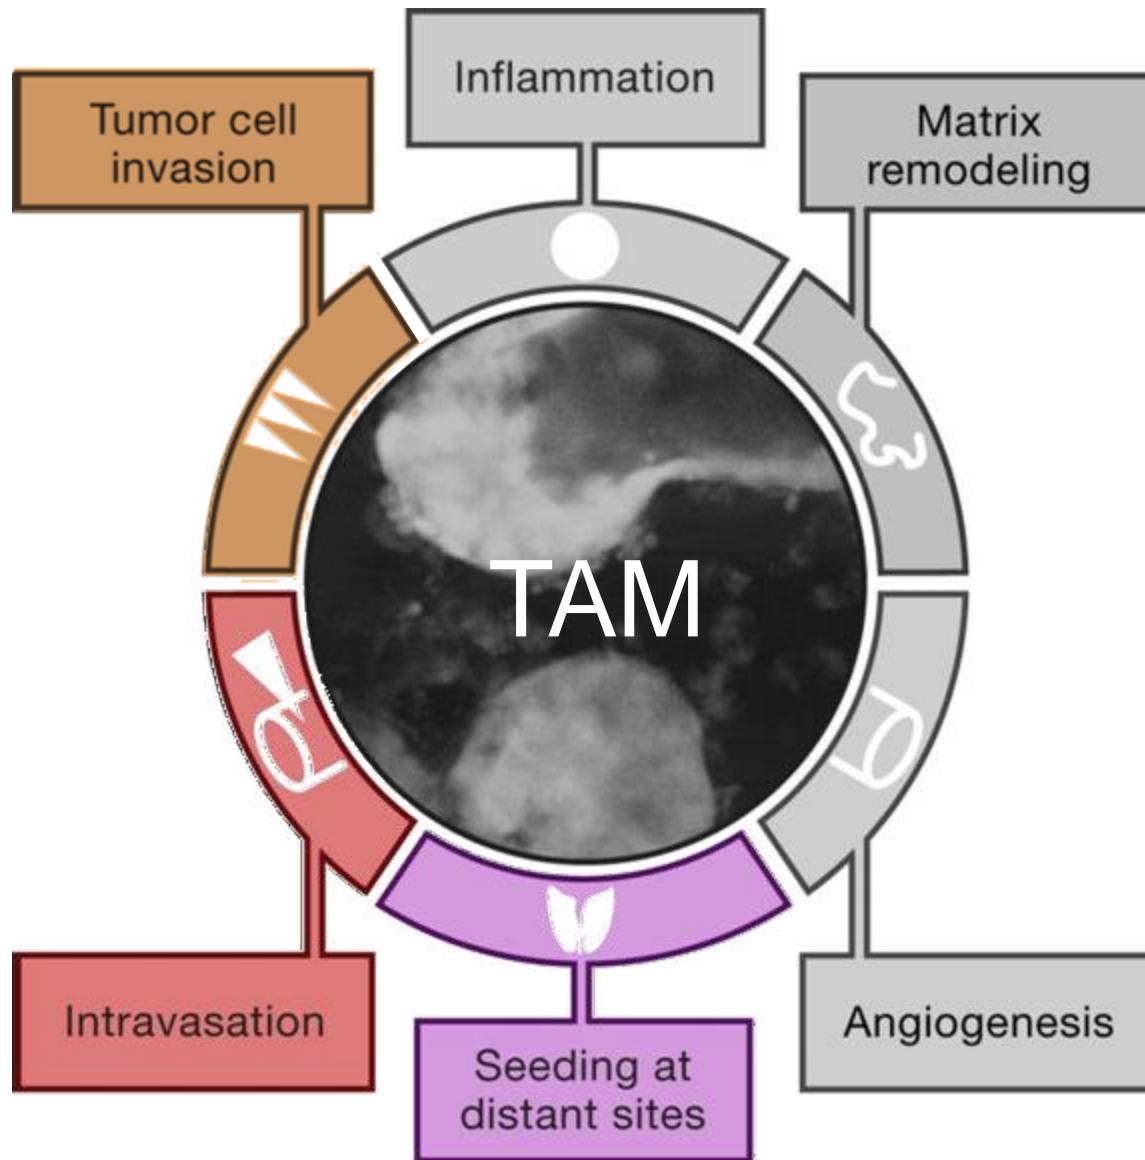 Inflammation
Tumor cell
invasion
Matrix
remodeling
TAM
Intravasation
Angiogenesis
Seeding at
distant sites